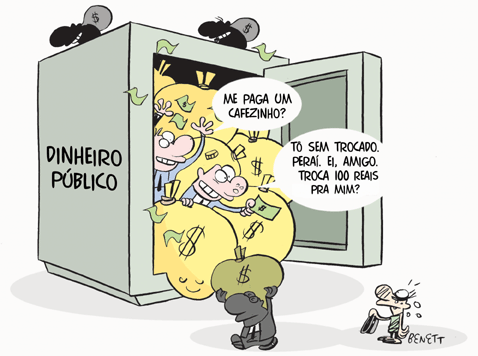 DINHEIRO
PÚBLICO
ME PAGA UM
CAFEZINHO?
TÔ SEM TROCADO.
PERAÍ. EI, AMIGO.
TROCA 100 REAIS
PRA MIM?
$
$
$
$
$
$
BENETT